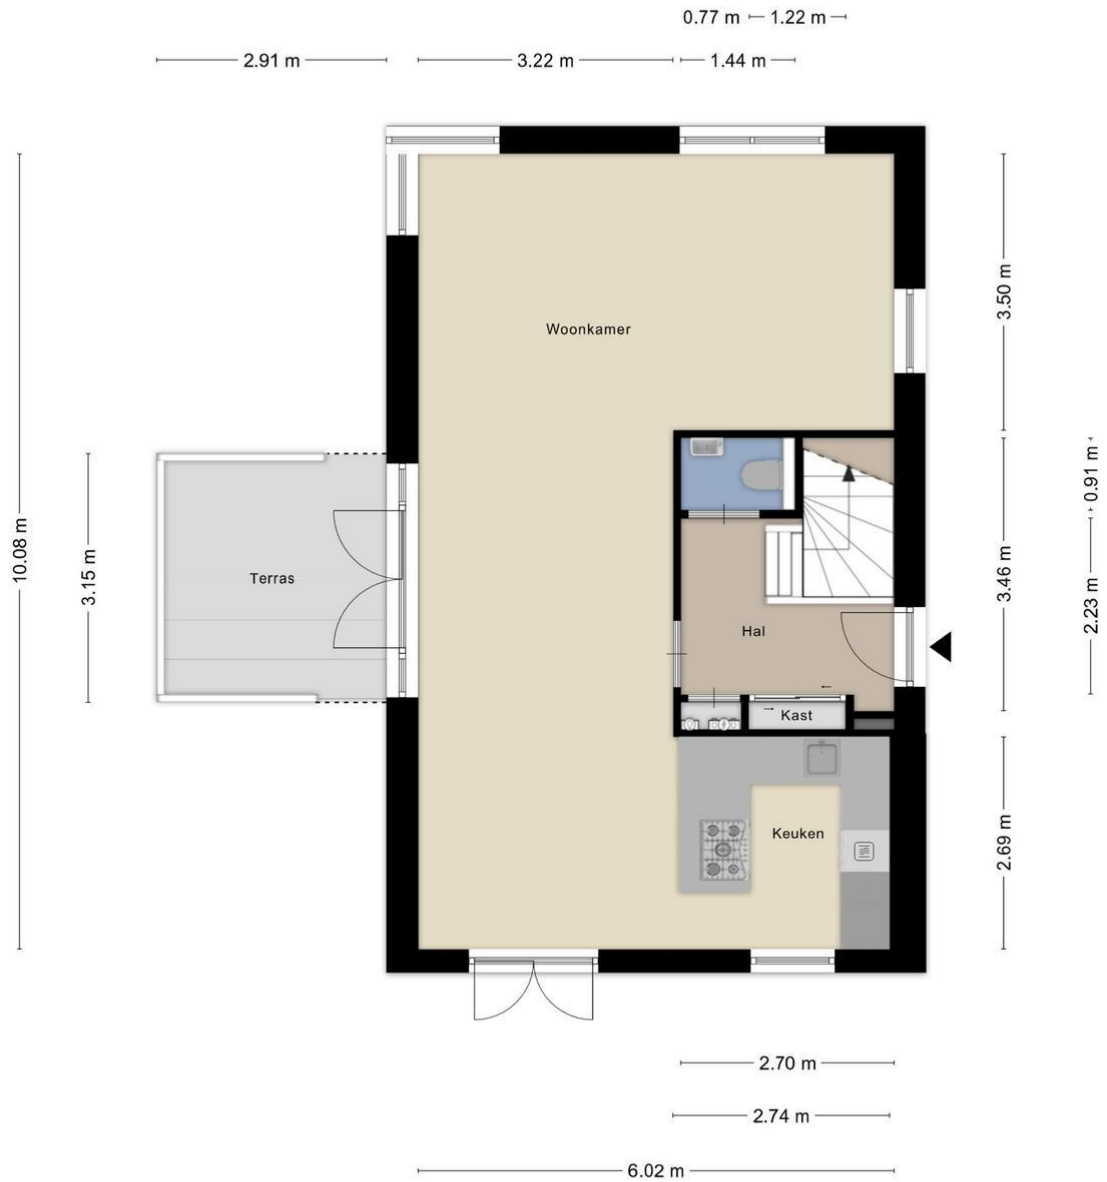 0.77 m 1.22 m
2.91 m 3.22 m 1.44 m
Woonkamer
3.50 m
10.08 m
3.15 m
Terras
Hal
Kast
0.91 m
3.46 m
2.23 m
Keuken
2.69 m
2.70 m
2.74 m
6.02 m